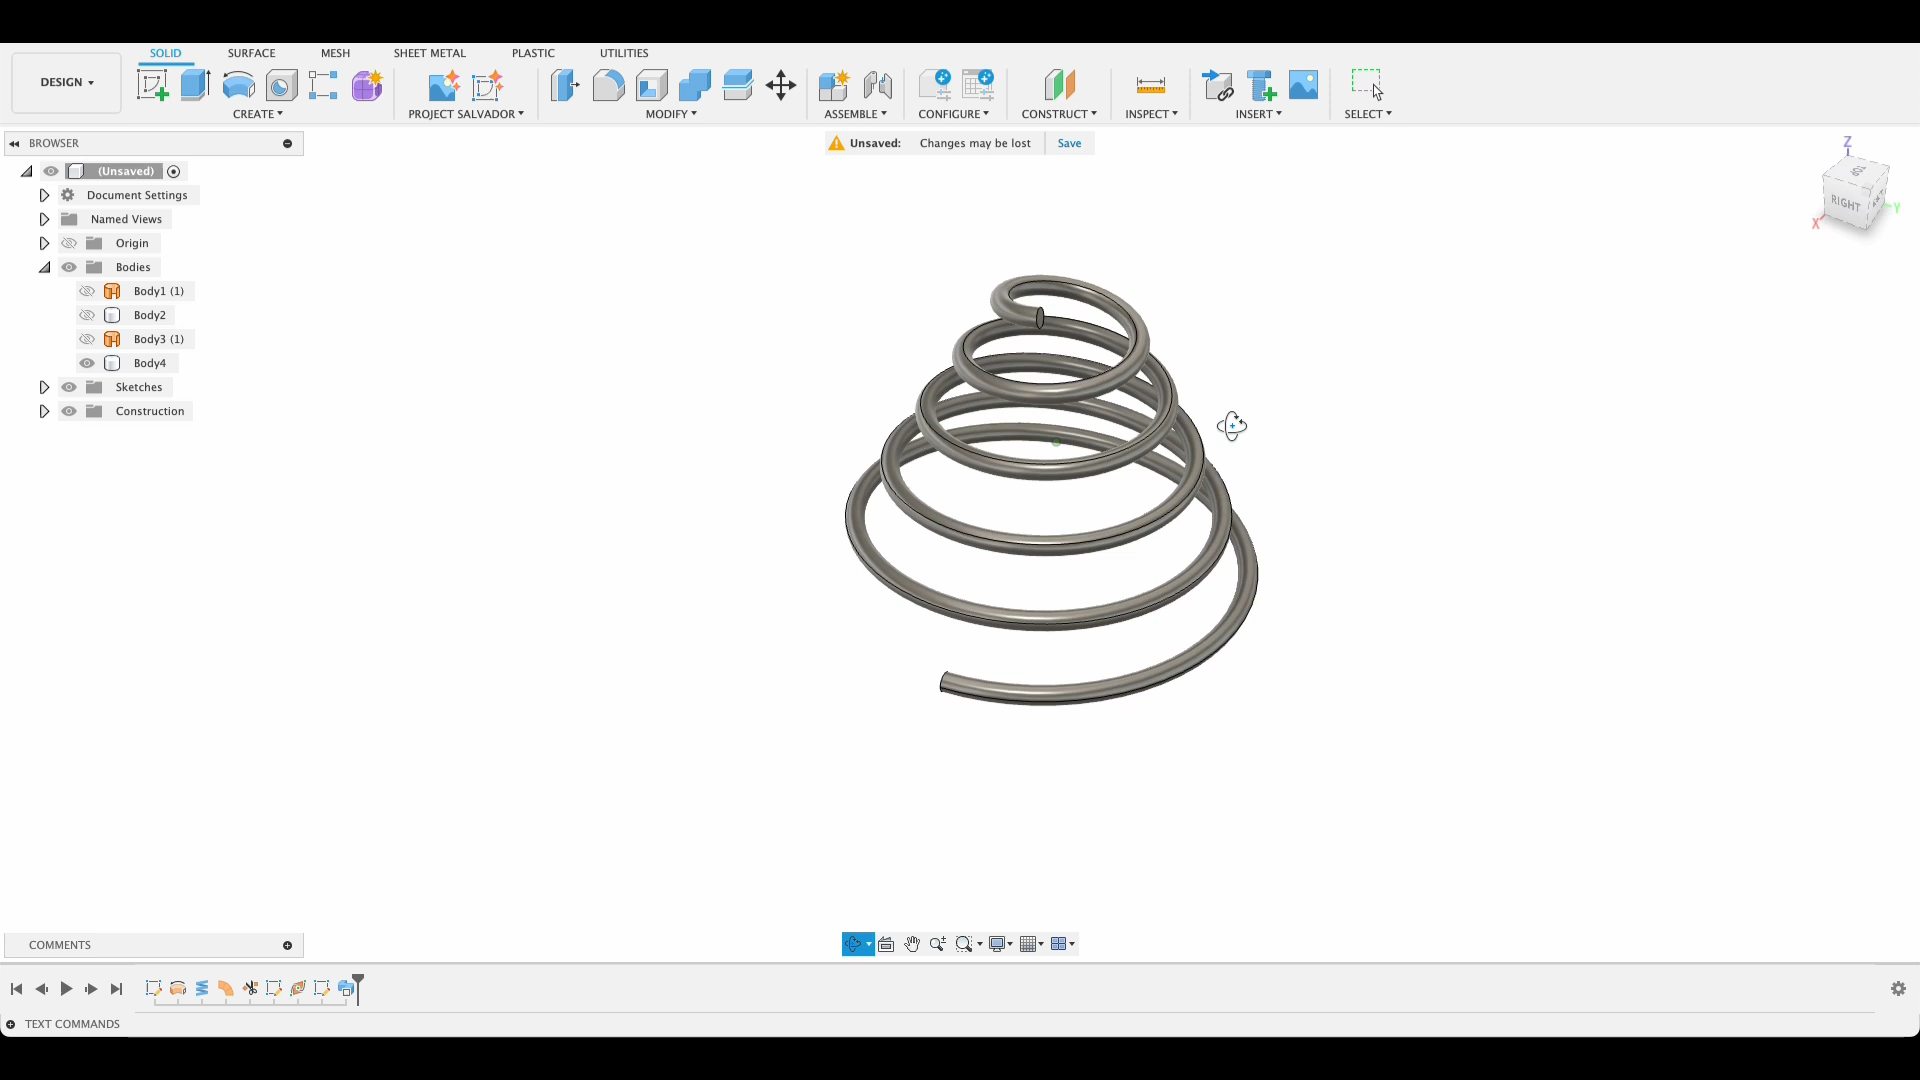 SOLID SURFACE MESH SHEET METAL PLASTIC UTILITIES
DESIGN
CREATE PROJECT SALVADOR MODIFY ASSEMBLE CONFIGURE CONSTRUCT INSPECT INSERT SELECT
BROWSER
Unsaved: Changes may be lost Save
(Unsaved)
Document Settings
Named Views
Origin
Bodies
Body1 (1)
Body2
Body3 (1)
Body4
Sketches
Construction
Z
TOP
RIGHT
X
Y
COMMENTS
TEXT COMMANDS